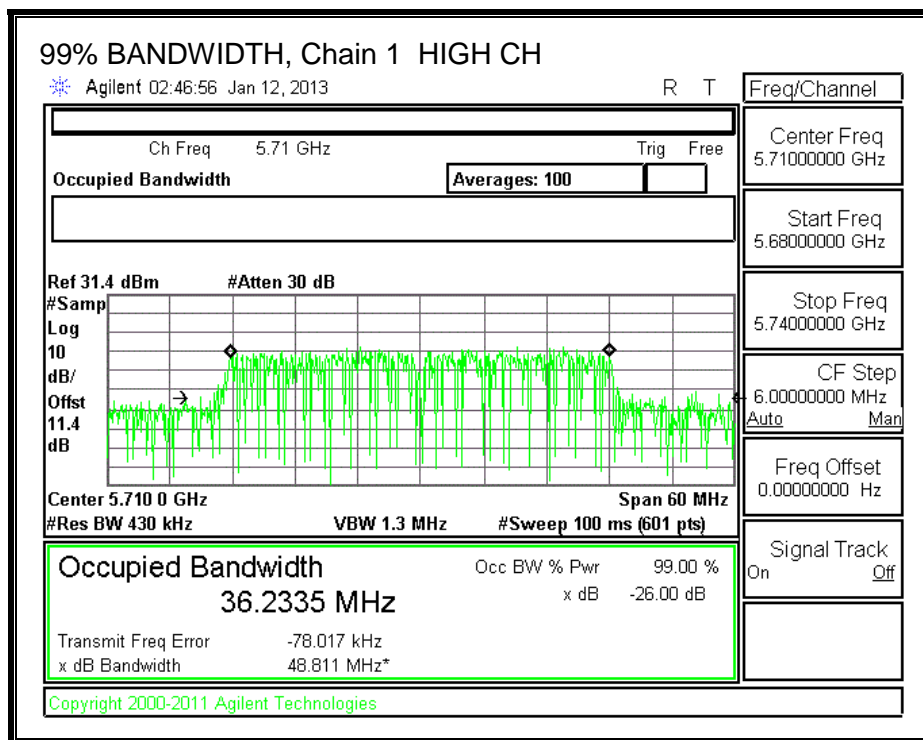 99% BANDWIDTH, Chain 1 HIGH CH
Agilent 02:46:56 Jan 12, 2013 R T
Freq/Channel
Ch Freq 5.71 GHz Trig Free
Occupied Bandwidth Averages: 100
Center Freq
5.71000000 GHz
Start Freq
5.68000000 GHz
Stop Freq
5.74000000 GHz
CF Step
6.00000000 MHz
Auto Man
Freq Offset
0.00000000 Hz
Signal Track
On Off
Ref 31.4 dBm #Atten 30 dB
#Samp
Log
10
dB/
Offst
11.4
dB
Center 5.710 0 GHz Span 60 MHz
#Res BW 430 kHz VBW 1.3 MHz #Sweep 100 ms (601 pts)
Occupied Bandwidth Occ BW % Pwr 99.00 %
36.2335 MHz x dB -26.00 dB
Transmit Freq Error -78.017 kHz
x dB Bandwidth 48.811 MHz*
Copyright 2000-2011 Agilent Technologies